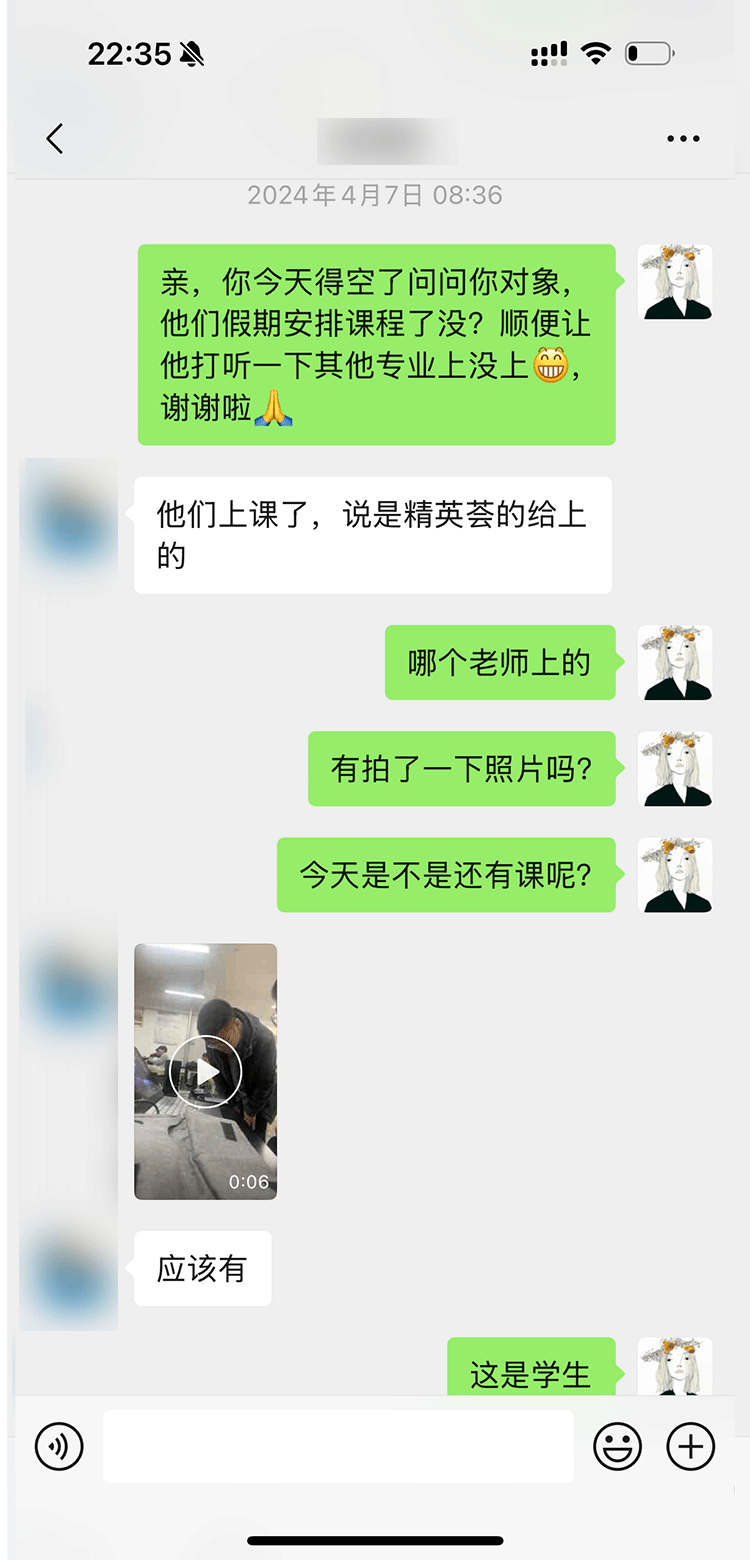 22:35
2024年4月7日 08:36
亲，你今天得空了问问你对象，
他们假期安排课程了没？顺便让
他打听一下其他专业上没上😁，
谢谢啦🙏
他们上课了，说是精英荟的给上
的
哪个老师上的
有拍了一下照片吗？
今天是不是还有课呢？
0:06
应该有
这是学生